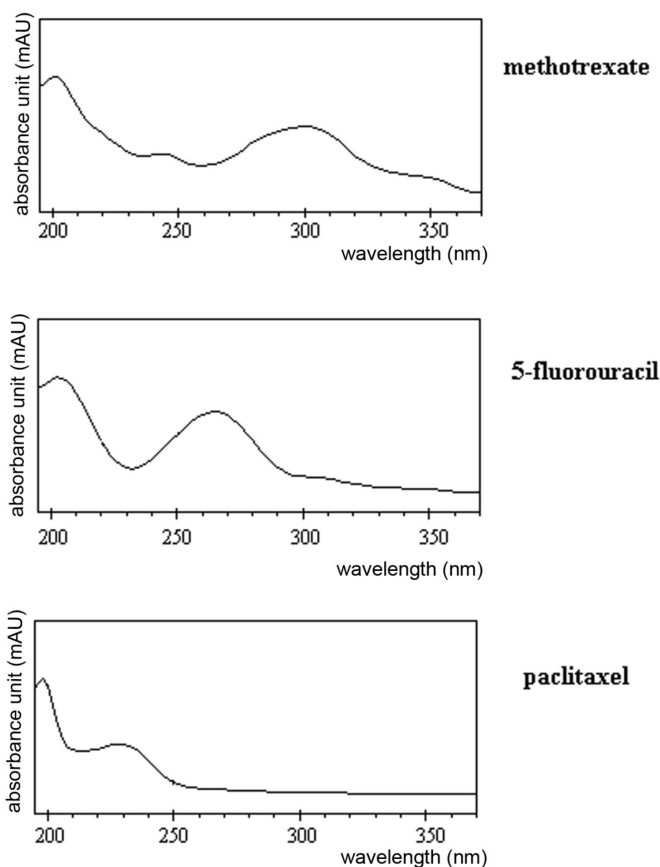 absorbance unit (mAU)
methotrexate
200 250 300 350
wavelength (nm)
absorbance unit (mAU)
5-fluorouracil
200 250 300 350
wavelength (nm)
absorbance unit (mAU)
paclitaxel
200 250 300 350
wavelength (nm)